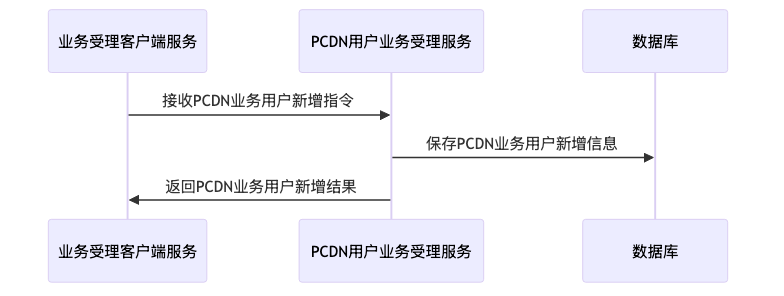 业务受理客户端服务
PCDN用户业务受理服务
数据库
接收PCDN业务用户新增指令
保存PCDN业务用户新增信息
返回PCDN业务用户新增结果
业务受理客户端服务
PCDN用户业务受理服务
数据库